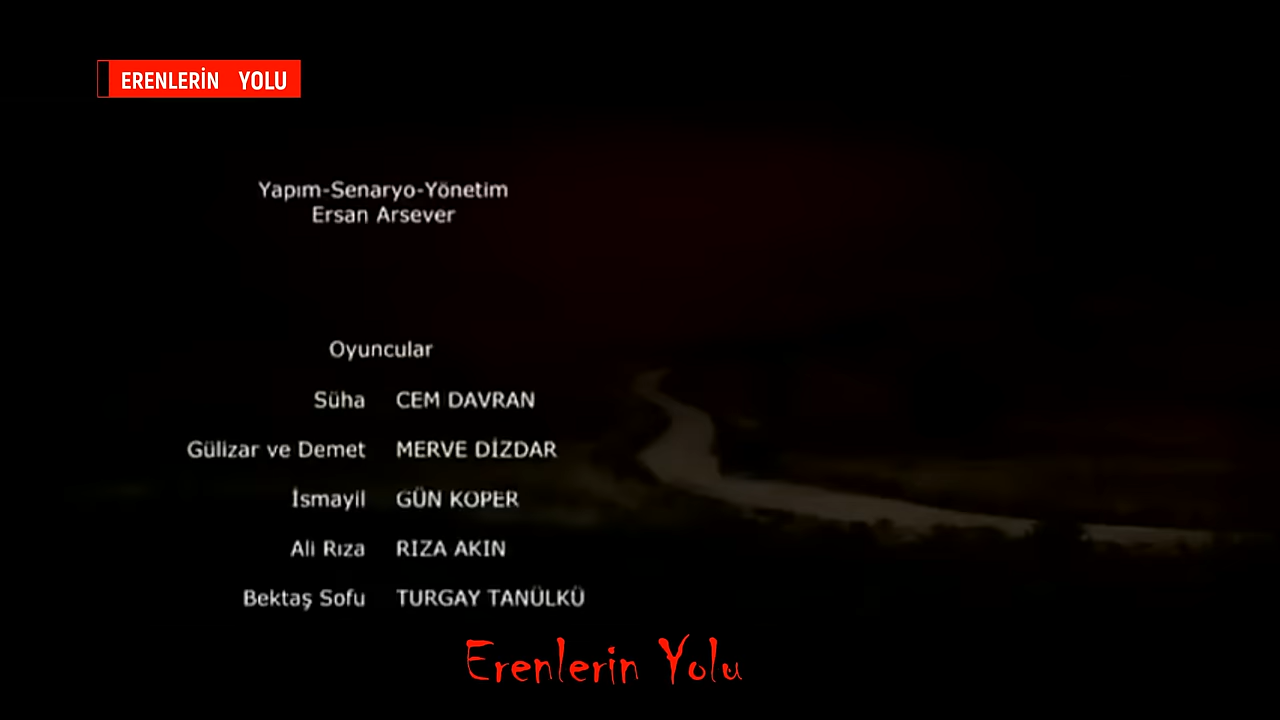 ERENLERİN YOLU
Yapım-Senaryo-Yönetim
Ersan Arsever
Oyuncular
Süha CEM DAVRAN
Gülizar ve Demet MERVE DİZDAR
İsmayil GÜN KOPER
Ali Rıza RIZA AKIN
Bektaş Sofu TURGAY TANÜLKÜ
Erenlerin Yolu